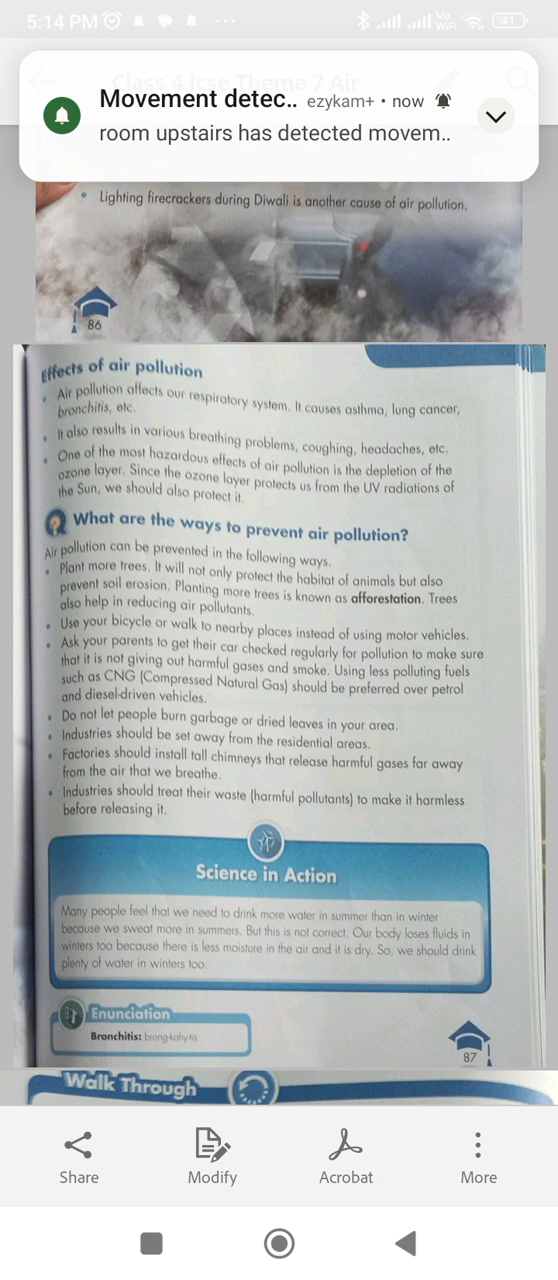 5:14 PM
Vo
WiFi
41
Class 4 Icse Theme 7 Air
Movement detec.. ezykam+ • now
room upstairs has detected movem..
• Lighting firecrackers during Diwali is another cause of air pollution.
86
Effects of air pollution
• Air pollution affects our respiratory system. It causes asthma, lung cancer,
bronchitis, etc.
• It also results in various breathing problems, coughing, headaches, etc.
• One of the most hazardous effects of air pollution is the depletion of the
ozone layer. Since the ozone layer protects us from the UV radiations of
the Sun, we should also protect it.
What are the ways to prevent air pollution?
Air pollution can be prevented in the following ways.
• Plant more trees. It will not only protect the habitat of animals but also
prevent soil erosion. Planting more trees is known as afforestation. Trees
also help in reducing air pollutants.
• Use your bicycle or walk to nearby places instead of using motor vehicles.
• Ask your parents to get their car checked regularly for pollution to make sure
that it is not giving out harmful gases and smoke. Using less polluting fuels
such as CNG (Compressed Natural Gas) should be preferred over petrol
and diesel-driven vehicles.
• Do not let people burn garbage or dried leaves in your area.
• Industries should be set away from the residential areas.
• Factories should install tall chimneys that release harmful gases far away
from the air that we breathe.
• Industries should treat their waste (harmful pollutants) to make it harmless
before releasing it.
Science in Action
Many people feel that we need to drink more water in summer than in winter
because we sweat more in summers. But this is not correct. Our body loses fluids in
winters too because there is less moisture in the air and it is dry. So, we should drink
plenty of water in winters too.
Enunciation
Bronchitis: brong·kahy·tis
87
Walk Through
Share
Modify
Acrobat
More